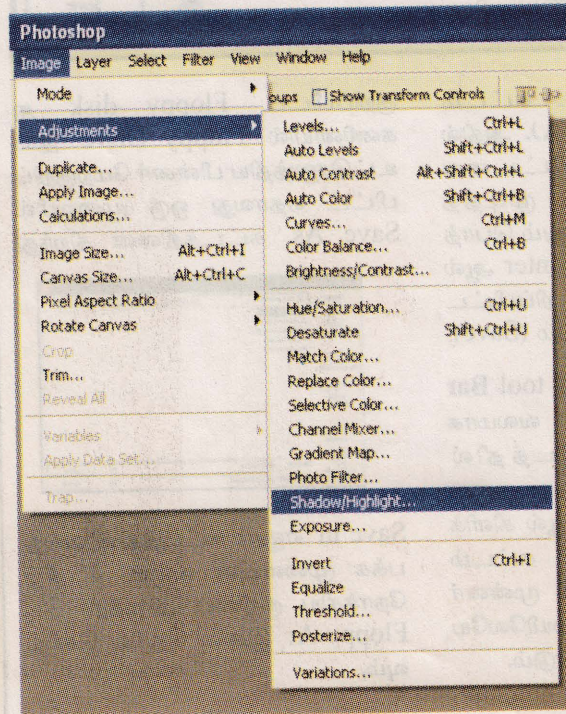 Photoshop
Image Layer Select Filter View Window Help
Mode
oups Show Transform Controls
Adjustments
Duplicate...
Apply Image...
Calculations...
Image Size... Alt+Ctrl+I
Canvas Size... Alt+Ctrl+C
Pixel Aspect Ratio
Rotate Canvas
Crop
Trim...
Reveal All
Variables
Apply Data Set...
Trap...
Levels... Ctrl+L
Auto Levels Shift+Ctrl+L
Auto Contrast Alt+Shift+Ctrl+L
Auto Color Shift+Ctrl+B
Curves... Ctrl+M
Color Balance... Ctrl+B
Brightness/Contrast...
Hue/Saturation... Ctrl+U
Desaturate Shift+Ctrl+U
Match Color...
Replace Color...
Selective Color...
Channel Mixer...
Gradient Map...
Photo Filter...
Shadow/Highlight...
Exposure...
Invert Ctrl+I
Equalize
Threshold...
Posterize...
Variations...